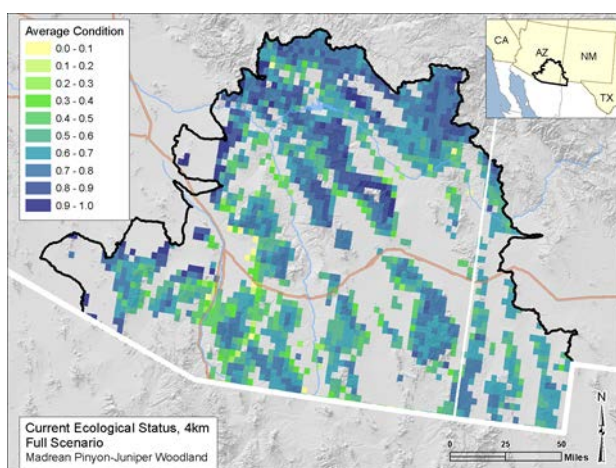 Average Condition
0.0 - 0.1
0.1 - 0.2
0.2 - 0.3
0.3 - 0.4
0.4 - 0.5
0.5 - 0.6
0.6 - 0.7
0.7 - 0.8
0.8 - 0.9
0.9 - 1.0
CA
AZ
NM
TX
Current Ecological Status, 4km
Full Scenario
Madrean Pinyon-Juniper Woodland
N
0 25 50
Miles